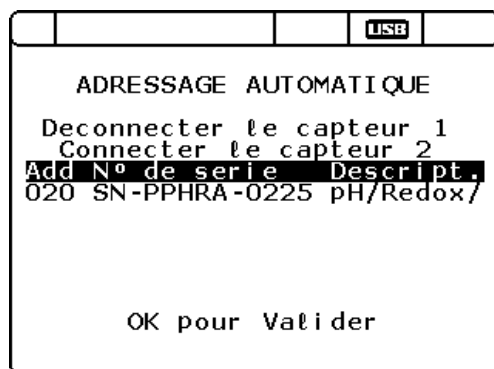 USB
ADRESSAGE AUTOMATIQUE
Deconnecter le capteur 1
Connecter le capteur 2
Add Nº de serie Descript.
020 SN-PPHRA-0225 pH/Redox/
OK pour Valider